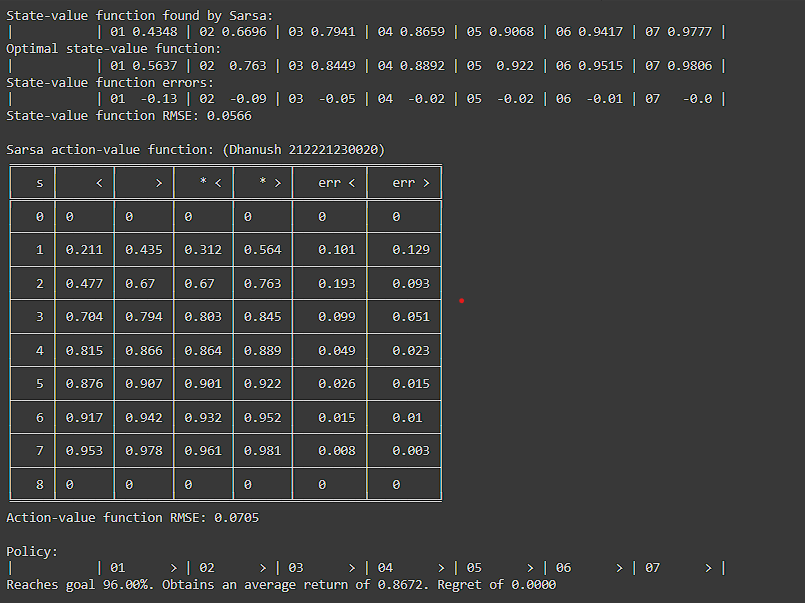 State-value function found by Sarsa:
|           | 01 0.4348 | 02 0.6696 | 03 0.7941 | 04 0.8659 | 05 0.9068 | 06 0.9417 | 07 0.9777 |
Optimal state-value function:
|           | 01 0.5637 | 02  0.763 | 03 0.8449 | 04 0.8892 | 05  0.922 | 06 0.9515 | 07 0.9806 |
State-value function errors:
|           | 01  -0.13 | 02  -0.09 | 03  -0.05 | 04  -0.02 | 05  -0.02 | 06  -0.01 | 07   -0.0 |
State-value function RMSE: 0.0566
Sarsa action-value function: (Dhanush 212221230020)
s < > * < * > err < err >
0 0 0 0 0 0 0
1 0.211 0.435 0.312 0.564 0.101 0.129
2 0.477 0.67 0.67 0.763 0.193 0.093
3 0.704 0.794 0.803 0.845 0.099 0.051
4 0.815 0.866 0.864 0.889 0.049 0.023
5 0.876 0.907 0.901 0.922 0.026 0.015
6 0.917 0.942 0.932 0.952 0.015 0.01
7 0.953 0.978 0.961 0.981 0.008 0.003
8 0 0 0 0 0 0
Action-value function RMSE: 0.0705
Policy:
|           | 01      > | 02      > | 03      > | 04      > | 05      > | 06      > | 07      > |
Reaches goal 96.00%. Obtains an average return of 0.8672. Regret of 0.0000